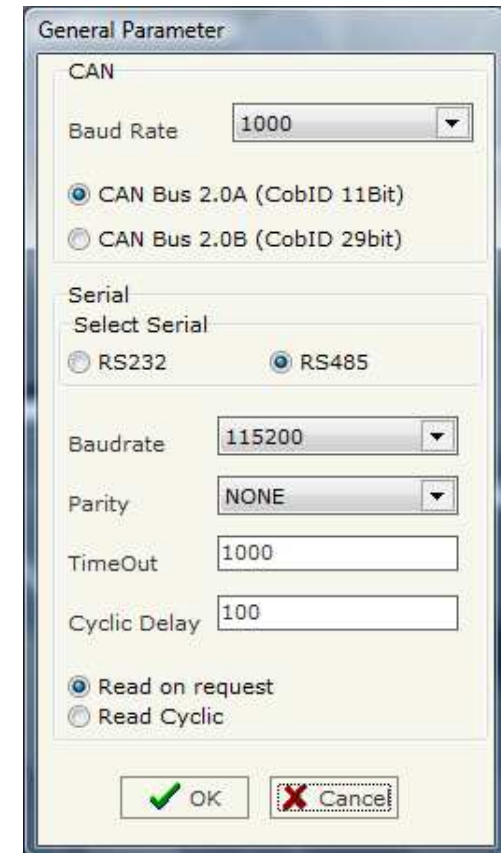 General Parameter
CAN
Baud Rate 1000
CAN Bus 2.0A (CobID 11Bit)
CAN Bus 2.0B (CobID 29bit)
Serial
Select Serial
RS232 RS485
Baudrate 115200
Parity NONE
TimeOut 1000
Cyclic Delay 100
Read on request
Read Cyclic
OK Cancel